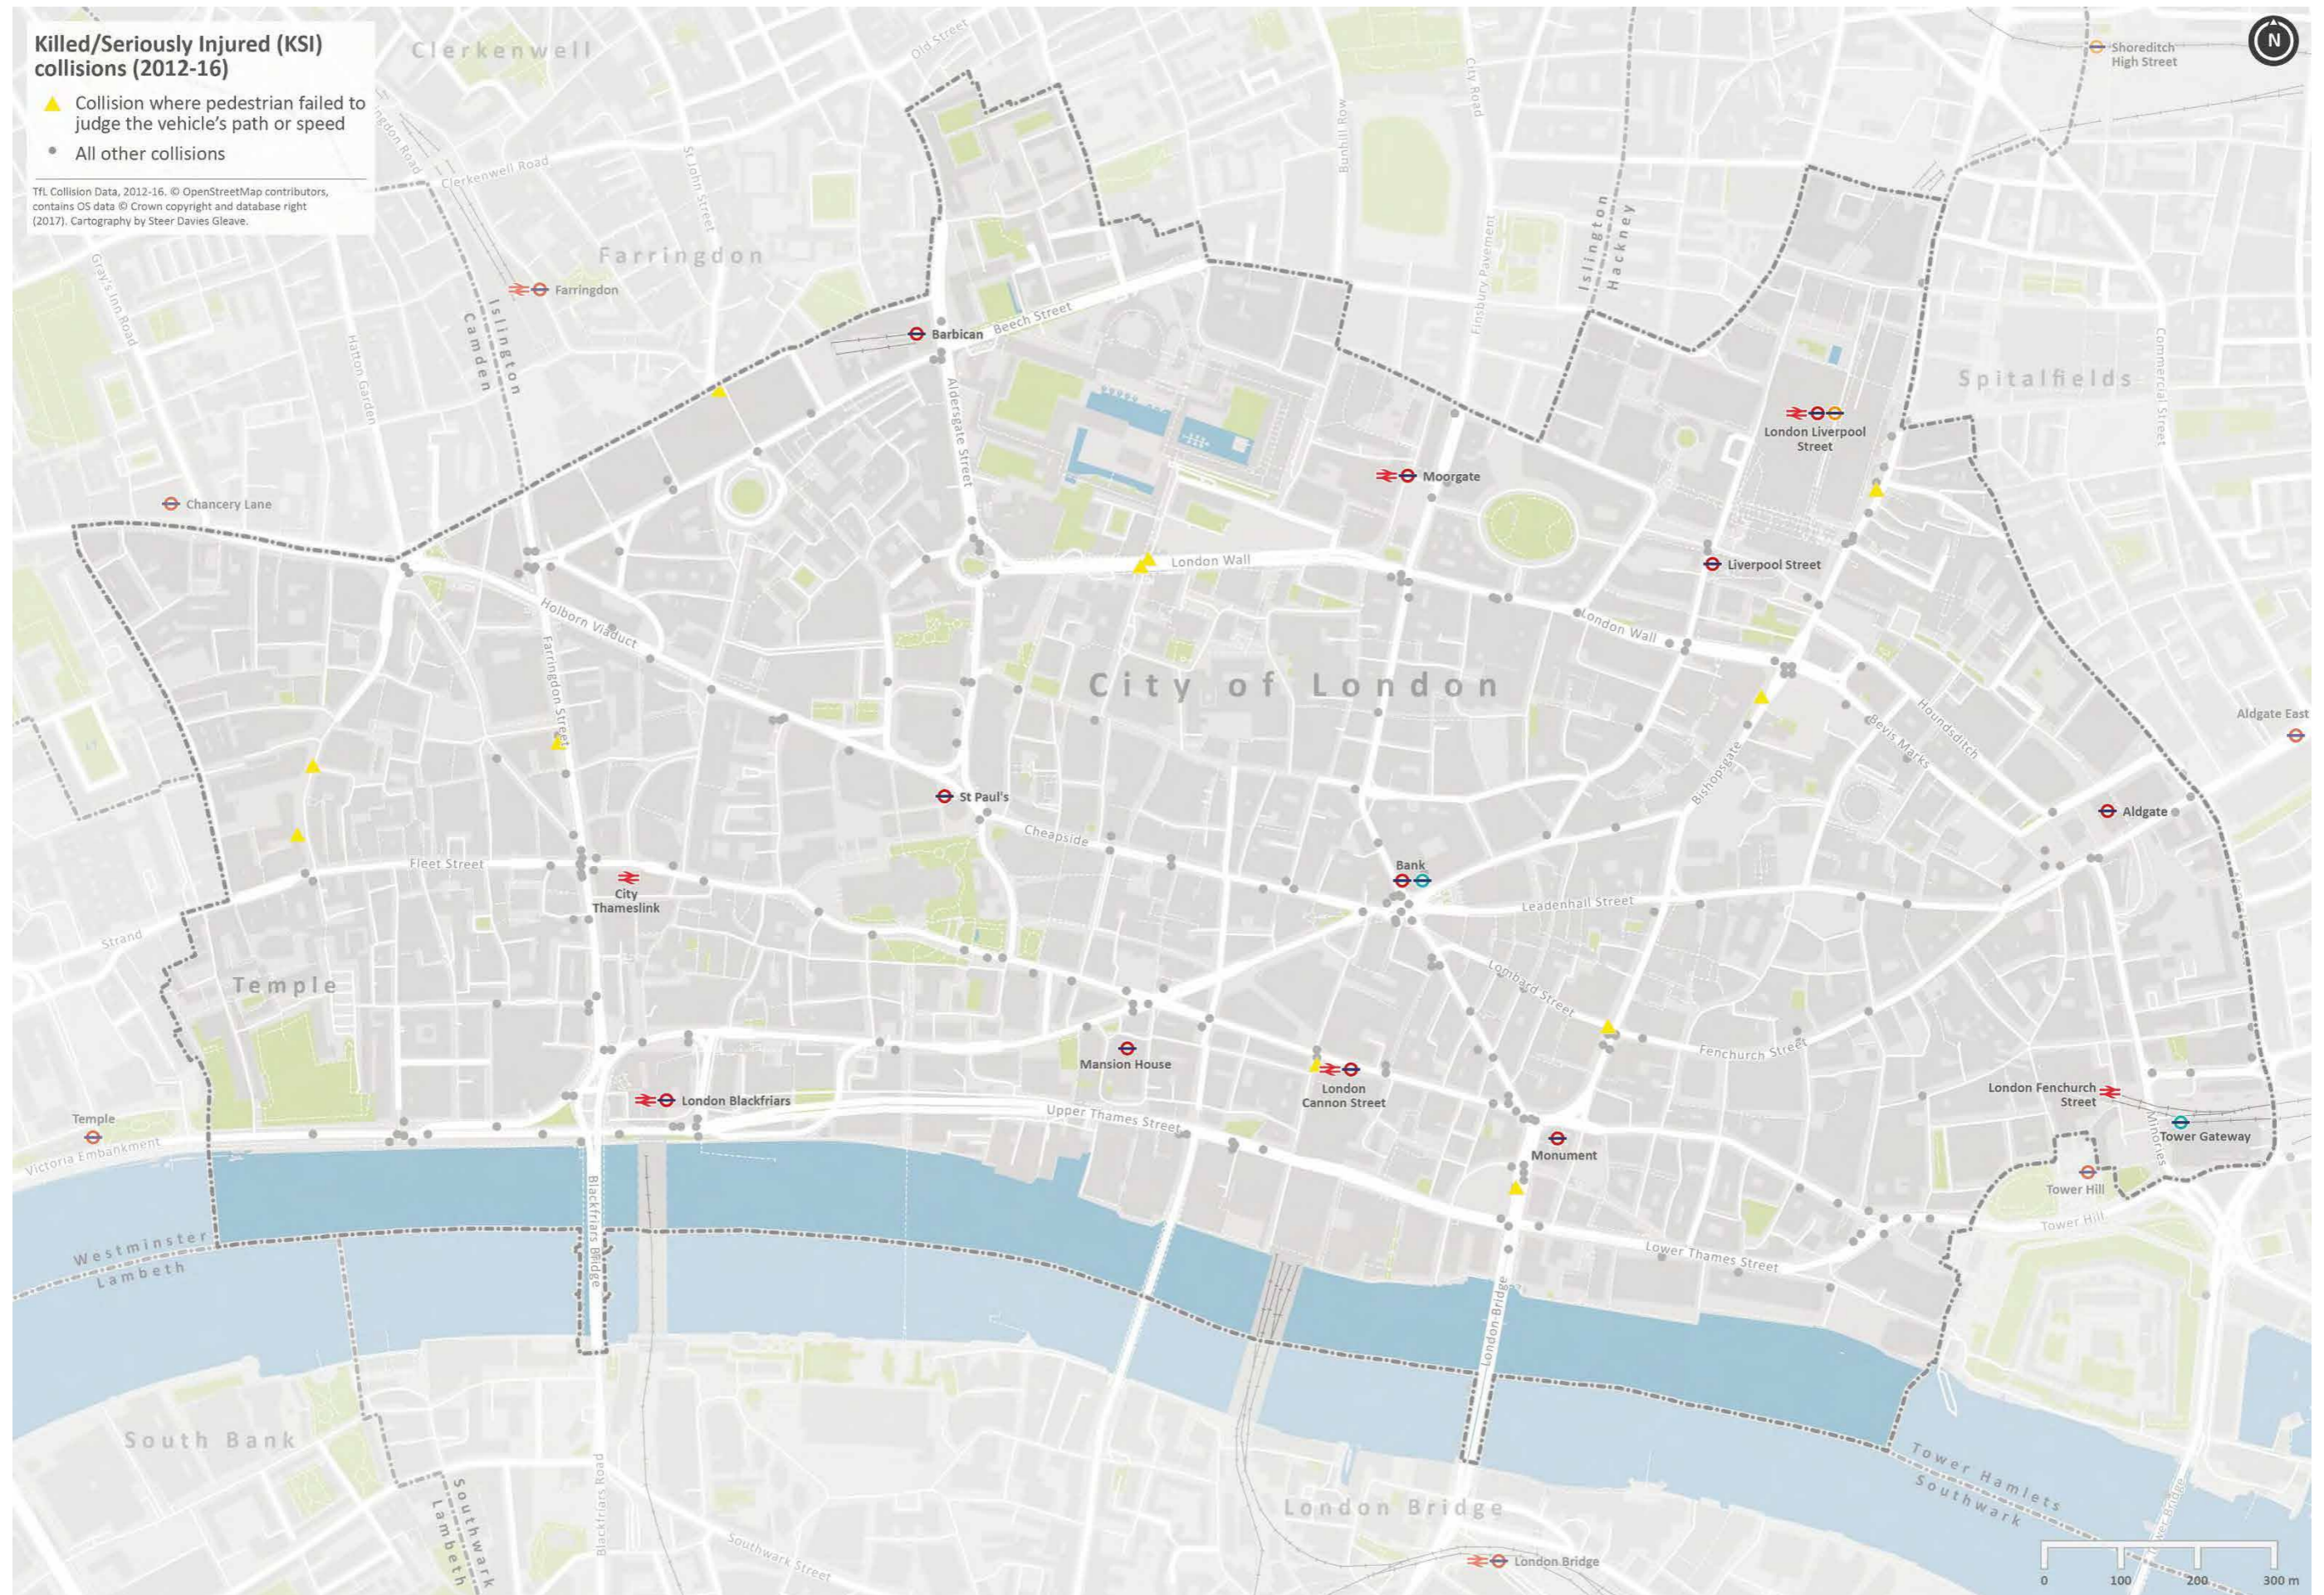 Killed/Seriously Injured (KSI)
collisions (2012-16)
Collision where pedestrian failed to
judge the vehicle's path or speed
All other collisions
TfL Collision Data, 2012-16. © OpenStreetMap contributors,
contains OS data © Crown copyright and database right
(2017). Cartography by Steer Davies Gleave.
N
Clerkenwell
Old Street
City Road
Bunhill Row
Shoreditch
High Street
Clerkenwell Road
St John Street
Farringdon
Farringdon
Gray's Inn Road
Hatton Garden
Camden
Islington
Finsbury Pavement
Islington
Hackney
Barbican
Beech Street
Aldersgate Street
Spitalfields
Commercial Street
London Liverpool
Street
Moorgate
Chancery Lane
London Wall
Liverpool Street
Holborn Viaduct
London Wall
Farringdon Street
City of London
Houndsditch
Bevis Marks
Aldgate East
Bishopsgate
St Paul's
Aldgate
Cheapside
Fleet Street
Bank
City
Thameslink
Leadenhall Street
Strand
Temple
Lombard Street
Fenchurch Street
Mansion House
London
Cannon Street
London Blackfriars
London Fenchurch
Street
Upper Thames Street
Temple
Victoria Embankment
Monument
Minories
Tower Gateway
Tower Hill
Tower Hill
Blackfriars Bridge
Westminster
Lambeth
Lower Thames Street
London Bridge
South Bank
Southwark
Lambeth
Blackfriars Road
Southwark Street
London Bridge
London Bridge
Tower Hamlets
Southwark
Tower Bridge
0 100 200 300 m